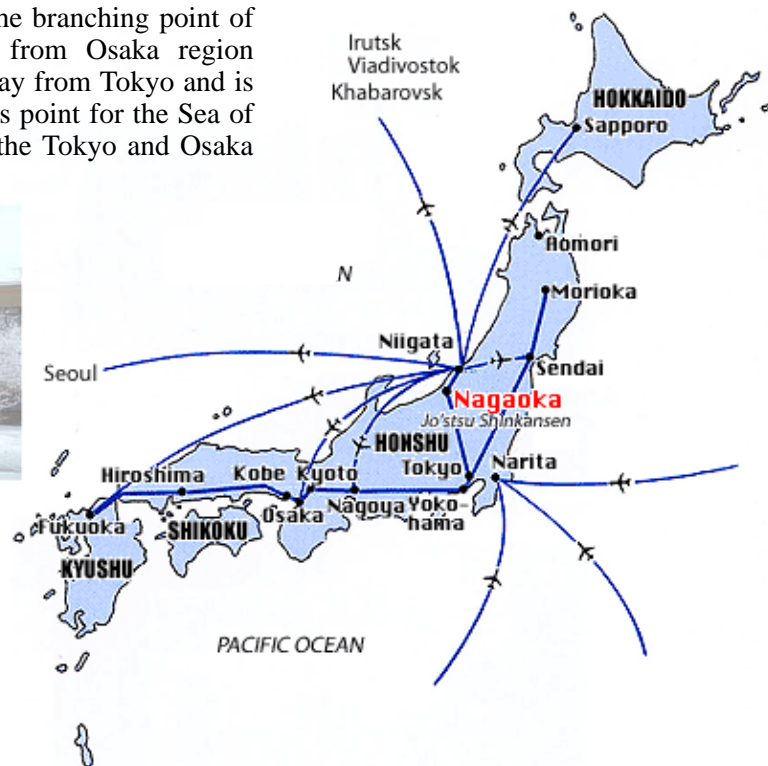 he branching point of
from Osaka region
ay from Tokyo and is
s point for the Sea of
the Tokyo and Osaka
Irutsk
Viadivostok
Khabarovsk
HOKKAIDO
Sapporo
Aomori
N
Morioka
Niigata
Seoul
Sendai
Nagaoka
Jo'stsu Shinkansen
HONSHU
Tokyo
Narita
Hiroshima
Kobe
Kyoto
Fukuoka
SHIKOKU
Osaka
Nagoya
Yoko-
hama
KYUSHU
PACIFIC OCEAN